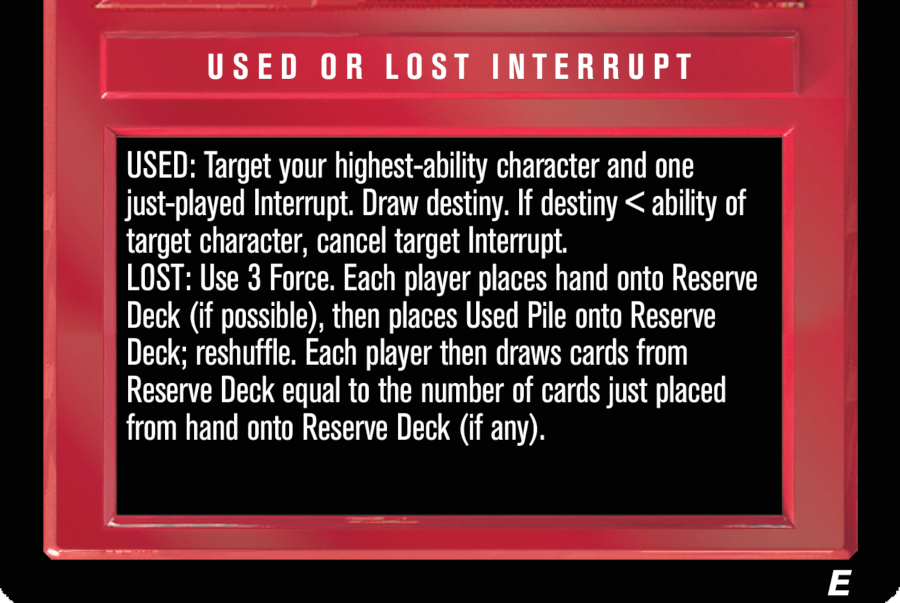 USED OR LOST INTERRUPT
USED: Target your highest-ability character and one
just-played Interrupt. Draw destiny. If destiny < ability of
target character, cancel target Interrupt.
LOST: Use 3 Force. Each player places hand onto Reserve
Deck (if possible), then places Used Pile onto Reserve
Deck; reshuffle. Each player then draws cards from
Reserve Deck equal to the number of cards just placed
from hand onto Reserve Deck (if any).
E